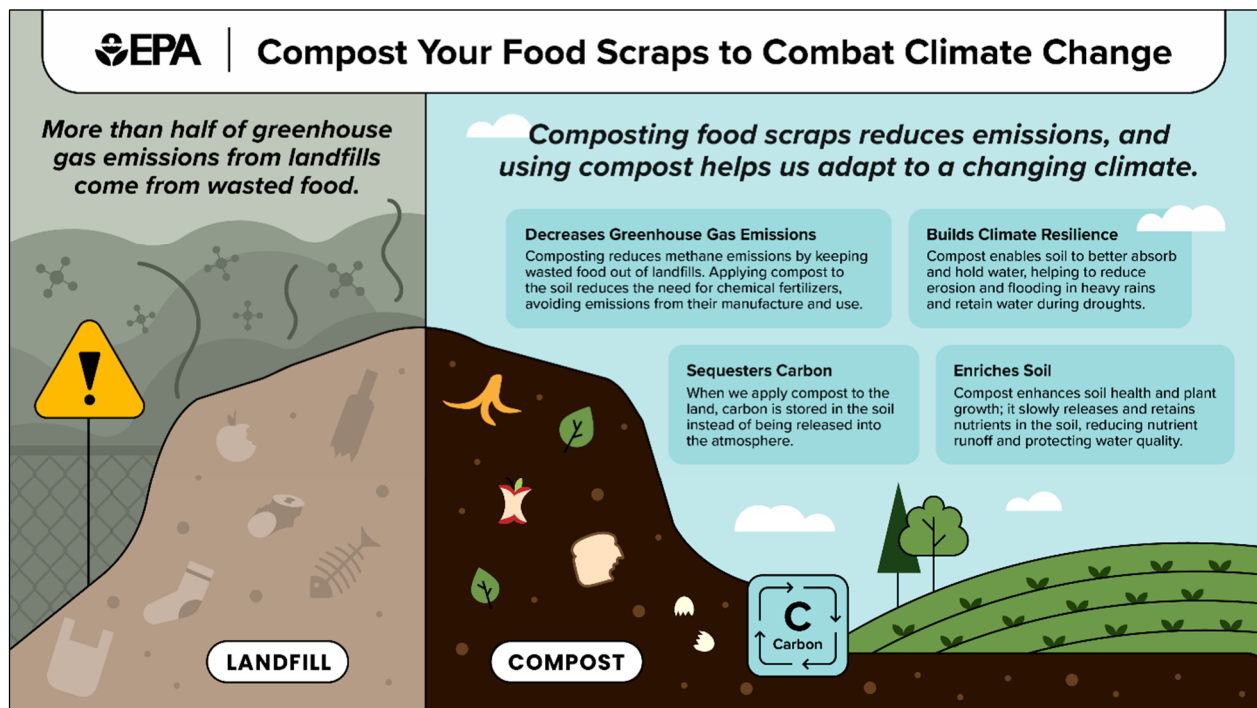 EPA
Compost Your Food Scraps to Combat Climate Change
More than half of greenhouse
gas emissions from landfills
come from wasted food.
Composting food scraps reduces emissions, and
using compost helps us adapt to a changing climate.
Decreases Greenhouse Gas Emissions
Composting reduces methane emissions by keeping
wasted food out of landfills. Applying compost to
the soil reduces the need for chemical fertilizers,
avoiding emissions from their manufacture and use.
Builds Climate Resilience
Compost enables soil to better absorb
and hold water, helping to reduce
erosion and flooding in heavy rains
and retain water during droughts.
Sequesters Carbon
When we apply compost to the
land, carbon is stored in the soil
instead of being released into
the atmosphere.
Enriches Soil
Compost enhances soil health and plant
growth; it slowly releases and retains
nutrients in the soil, reducing nutrient
runoff and protecting water quality.
!
C
Carbon
LANDFILL
COMPOST